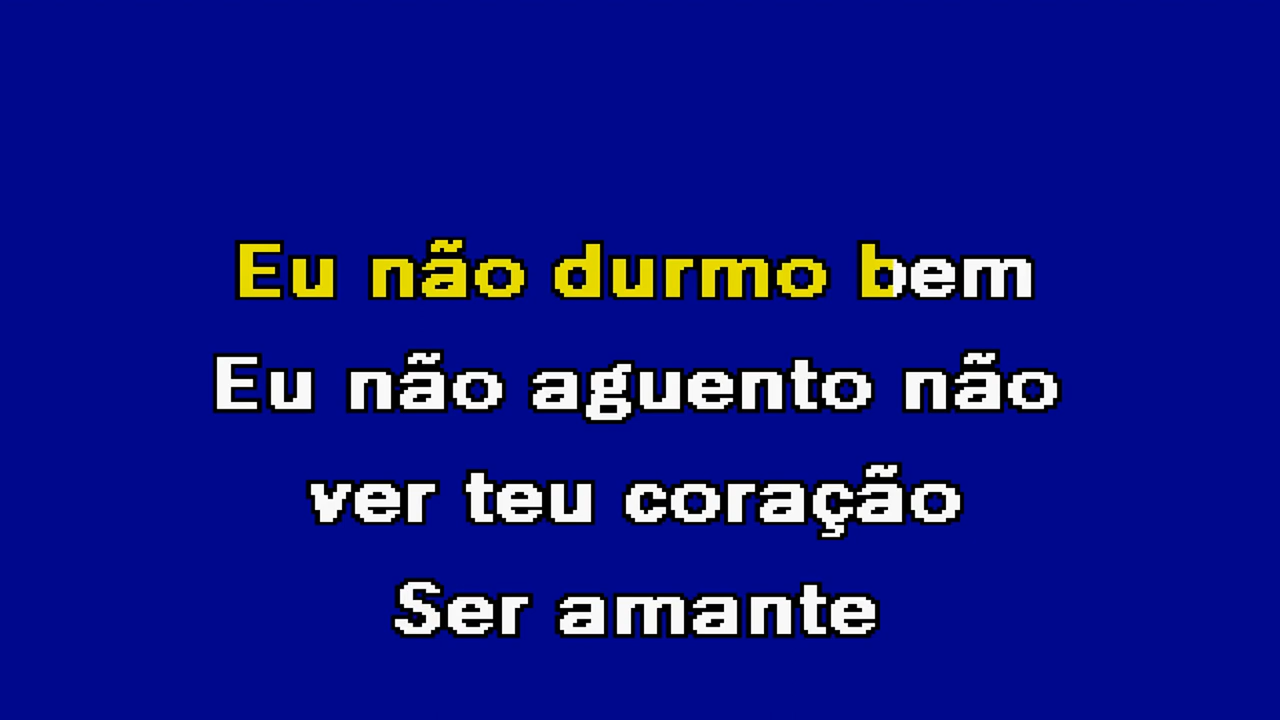 Eu não durmo bem
Eu não aguento não
ver teu coração
Ser amante